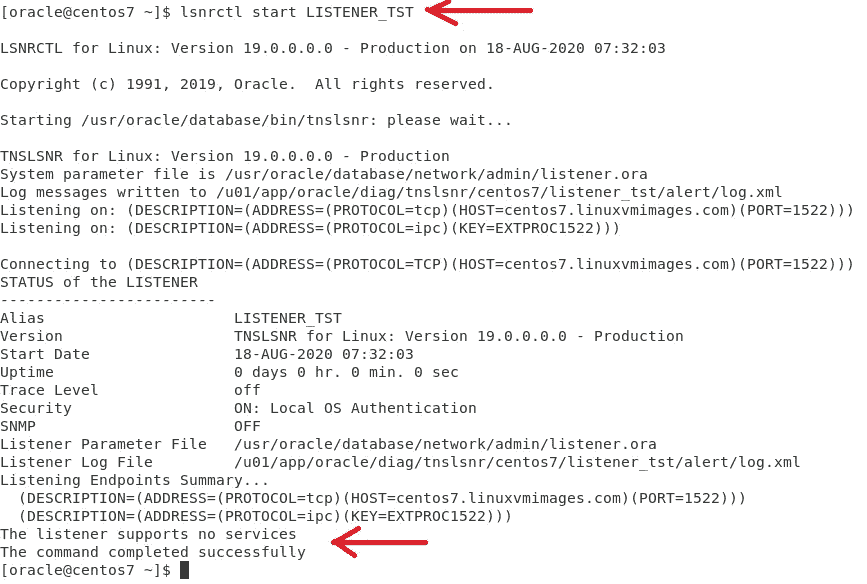 [oracle@centos7 ~]$ lsnrctl start LISTENER_TST
LSNRCTL for Linux: Version 19.0.0.0.0 - Production on 18-AUG-2020 07:32:03
Copyright (c) 1991, 2019, Oracle.  All rights reserved.
Starting /usr/oracle/database/bin/tnslsnr: please wait...
TNSLSNR for Linux: Version 19.0.0.0.0 - Production
System parameter file is /usr/oracle/database/network/admin/listener.ora
Log messages written to /u01/app/oracle/diag/tnslsnr/centos7/listener_tst/alert/log.xml
Listening on: (DESCRIPTION=(ADDRESS=(PROTOCOL=tcp)(HOST=centos7.linuxvmimages.com)(PORT=1522)))
Listening on: (DESCRIPTION=(ADDRESS=(PROTOCOL=ipc)(KEY=EXTPROC1522)))
Connecting to (DESCRIPTION=(ADDRESS=(PROTOCOL=TCP)(HOST=centos7.linuxvmimages.com)(PORT=1522)))
STATUS of the LISTENER
------------------------
Alias                     LISTENER_TST
Version                   TNSLSNR for Linux: Version 19.0.0.0.0 - Production
Start Date                18-AUG-2020 07:32:03
Uptime                    0 days 0 hr. 0 min. 0 sec
Trace Level               off
Security                  ON: Local OS Authentication
SNMP                      OFF
Listener Parameter File   /usr/oracle/database/network/admin/listener.ora
Listener Log File         /u01/app/oracle/diag/tnslsnr/centos7/listener_tst/alert/log.xml
Listening Endpoints Summary...
  (DESCRIPTION=(ADDRESS=(PROTOCOL=tcp)(HOST=centos7.linuxvmimages.com)(PORT=1522)))
  (DESCRIPTION=(ADDRESS=(PROTOCOL=ipc)(KEY=EXTPROC1522)))
The listener supports no services
The command completed successfully
[oracle@centos7 ~]$